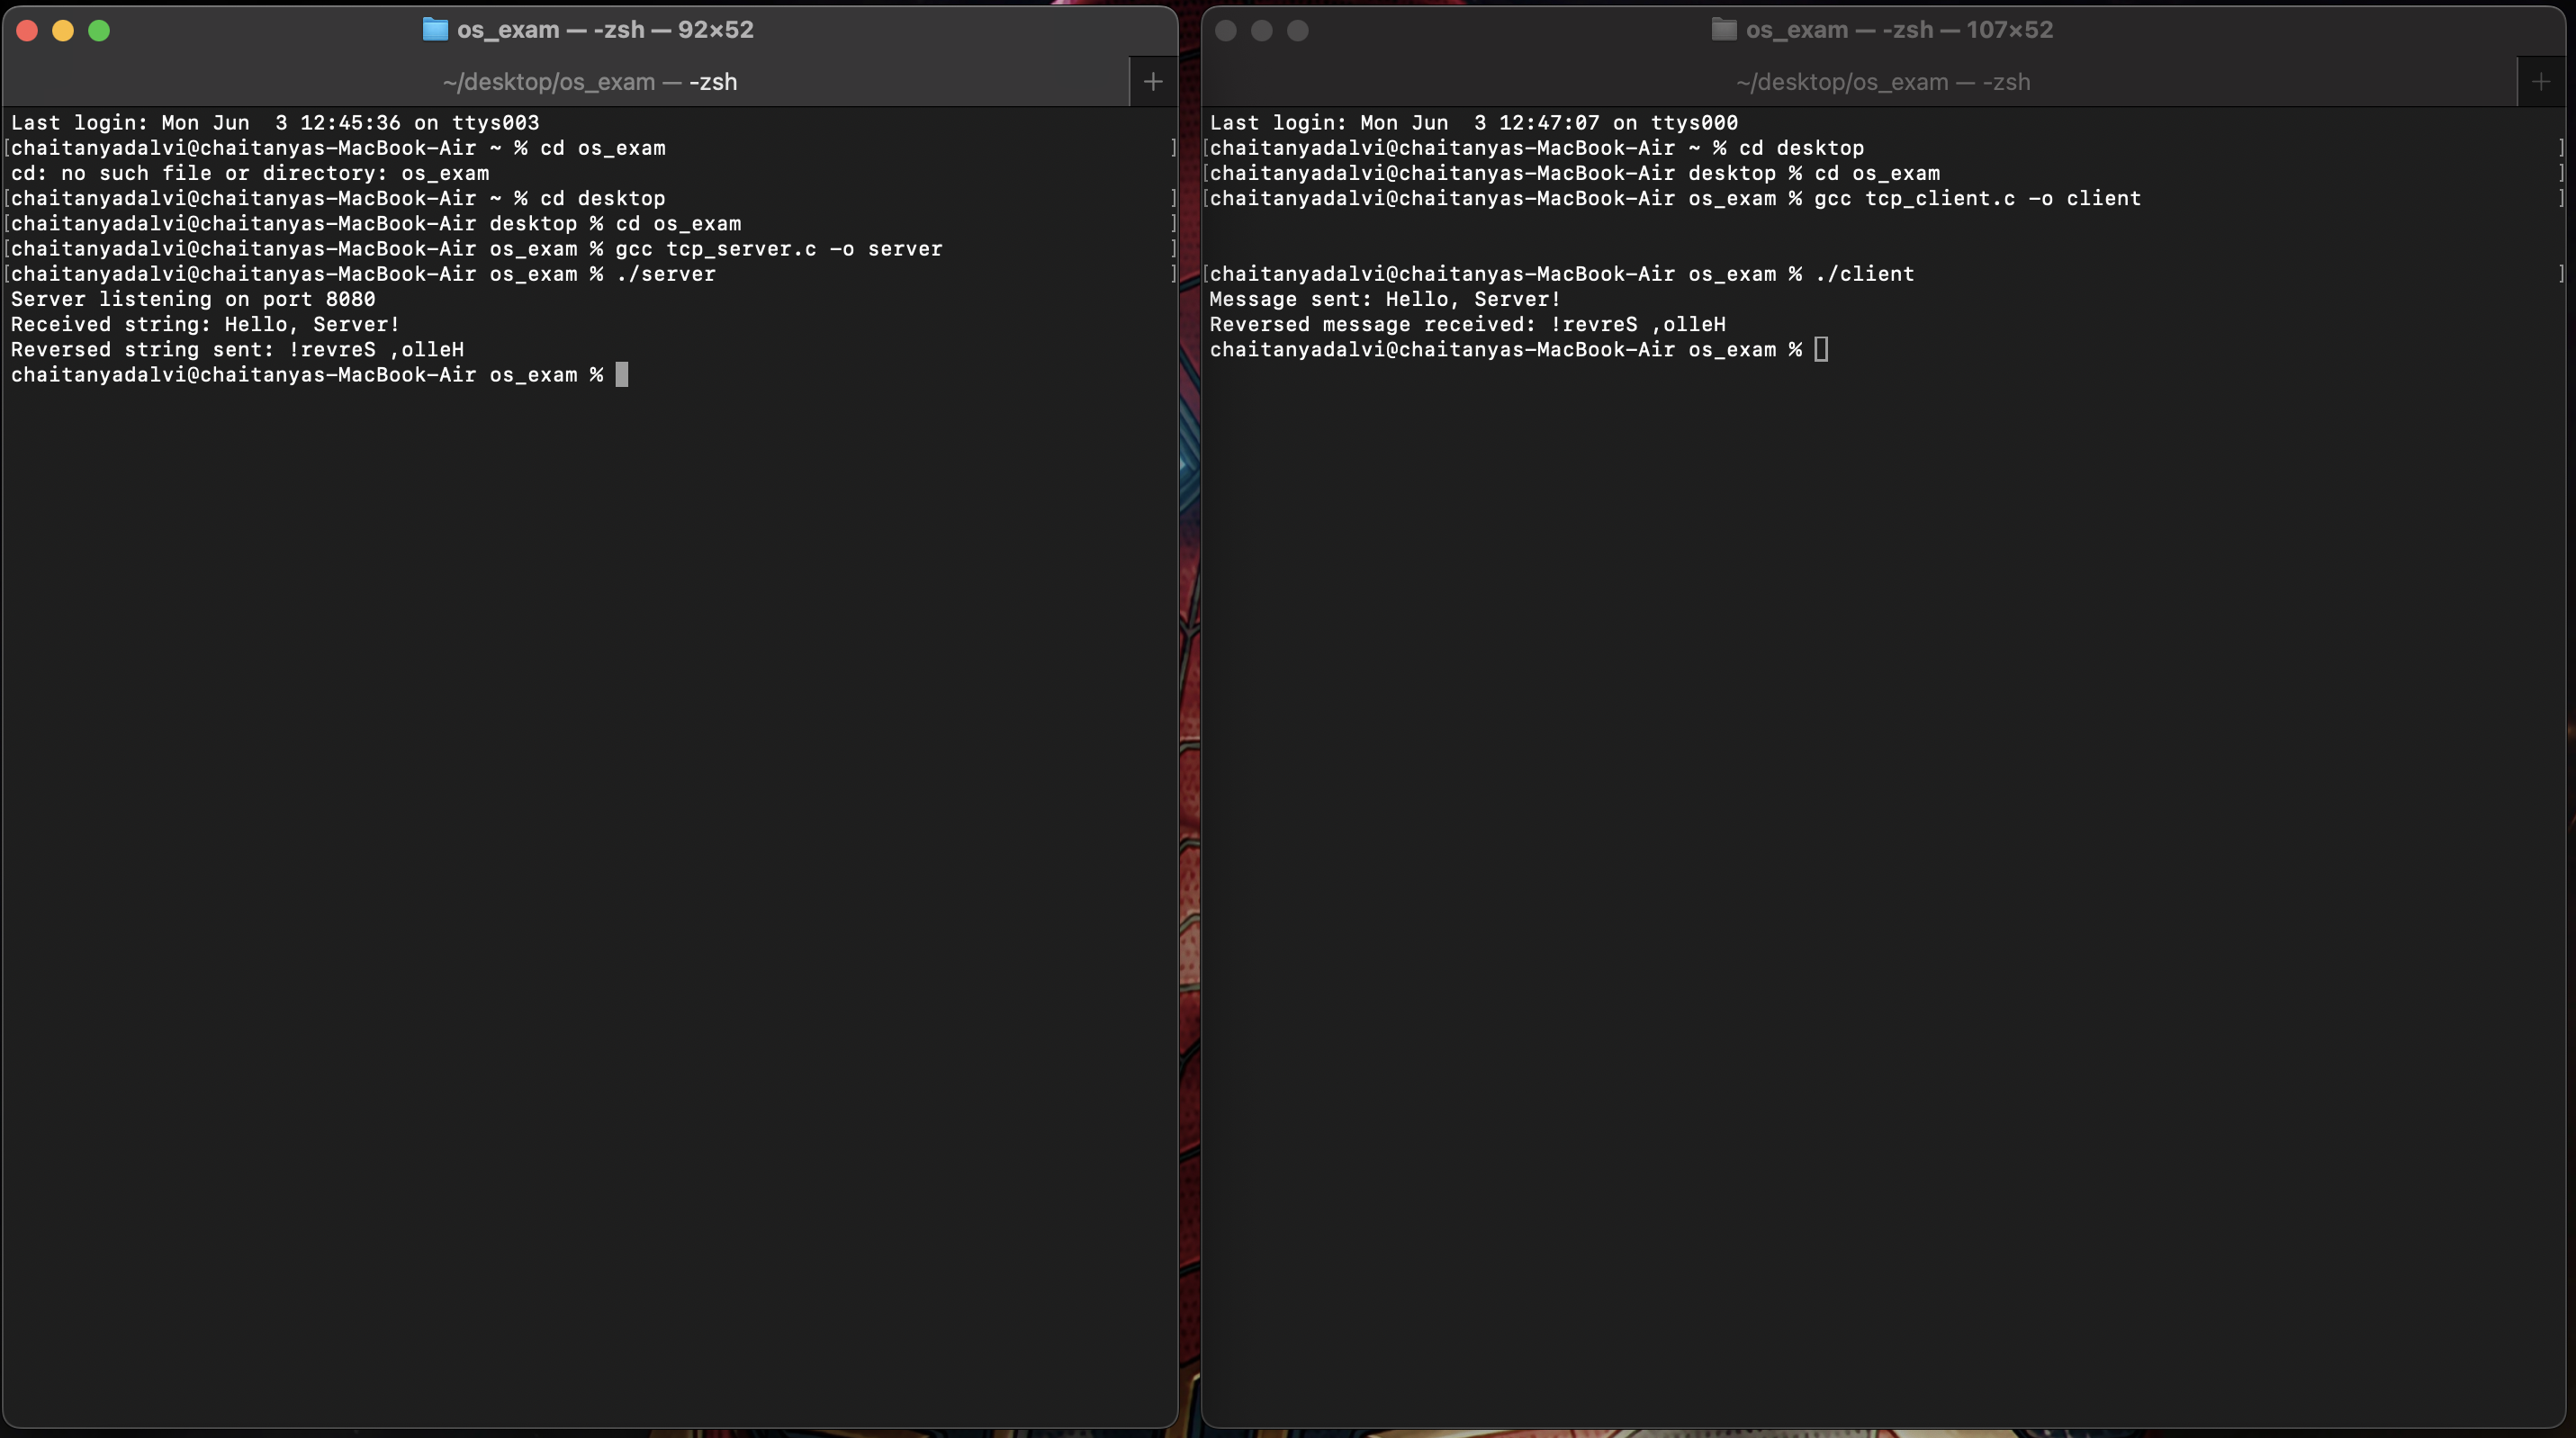 os_exam — -zsh — 92×52
~/desktop/os_exam — -zsh
Last login: Mon Jun  3 12:45:36 on ttys003
[chaitanyadalvi@chaitanyas-MacBook-Air ~ % cd os_exam ]
cd: no such file or directory: os_exam
[chaitanyadalvi@chaitanyas-MacBook-Air ~ % cd desktop ]
[chaitanyadalvi@chaitanyas-MacBook-Air desktop % cd os_exam ]
[chaitanyadalvi@chaitanyas-MacBook-Air os_exam % gcc tcp_server.c -o server ]
[chaitanyadalvi@chaitanyas-MacBook-Air os_exam % ./server ]
Server listening on port 8080
Received string: Hello, Server!
Reversed string sent: !revreS ,olleH
chaitanyadalvi@chaitanyas-MacBook-Air os_exam %
os_exam — -zsh — 107×52
~/desktop/os_exam — -zsh
Last login: Mon Jun  3 12:47:07 on ttys000
[chaitanyadalvi@chaitanyas-MacBook-Air ~ % cd desktop ]
[chaitanyadalvi@chaitanyas-MacBook-Air desktop % cd os_exam ]
[chaitanyadalvi@chaitanyas-MacBook-Air os_exam % gcc tcp_client.c -o client ]
[chaitanyadalvi@chaitanyas-MacBook-Air os_exam % ./client ]
Message sent: Hello, Server!
Reversed message received: !revreS ,olleH
chaitanyadalvi@chaitanyas-MacBook-Air os_exam %